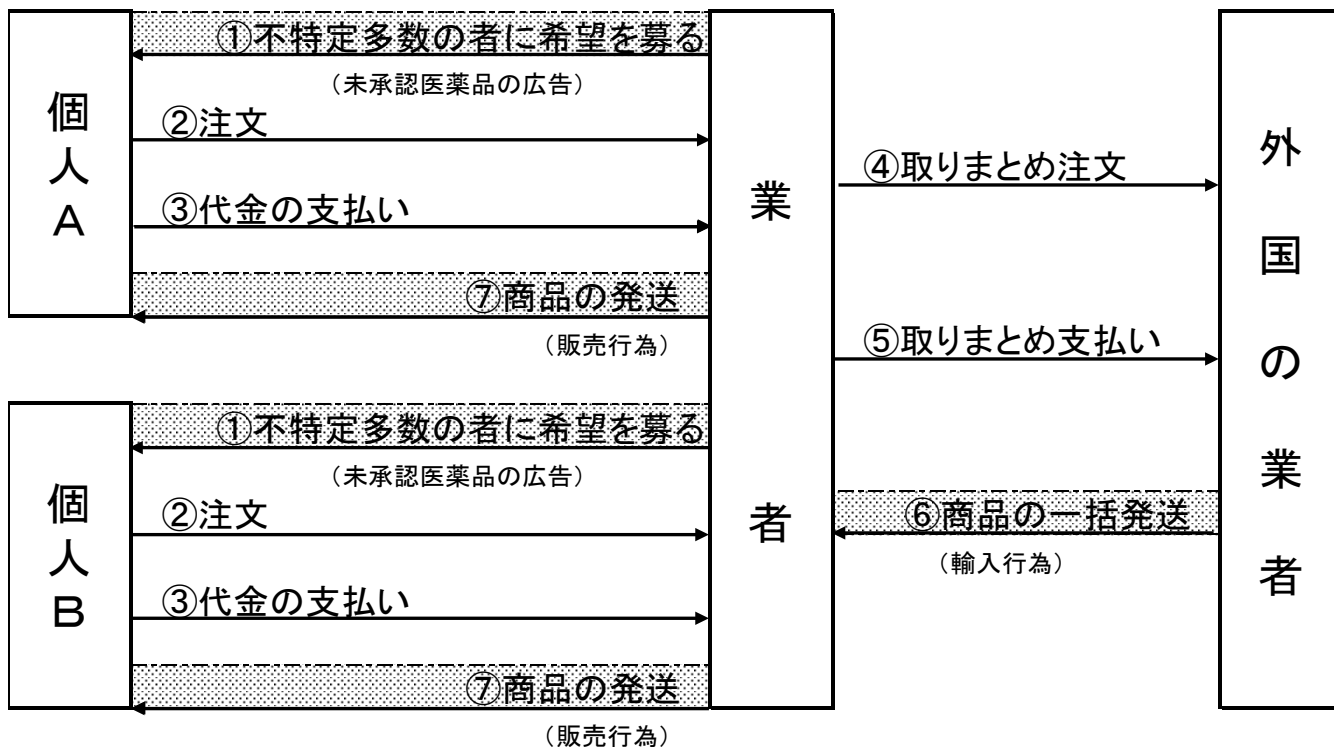 個人A
①不特定多数の者に希望を募る
（未承認医薬品の広告）
②注文
③代金の支払い
⑦商品の発送
（販売行為）
個人B
①不特定多数の者に希望を募る
（未承認医薬品の広告）
②注文
③代金の支払い
⑦商品の発送
（販売行為）
業者
④取りまとめ注文
⑤取りまとめ支払い
⑥商品の一括発送
（輸入行為）
外国の業者